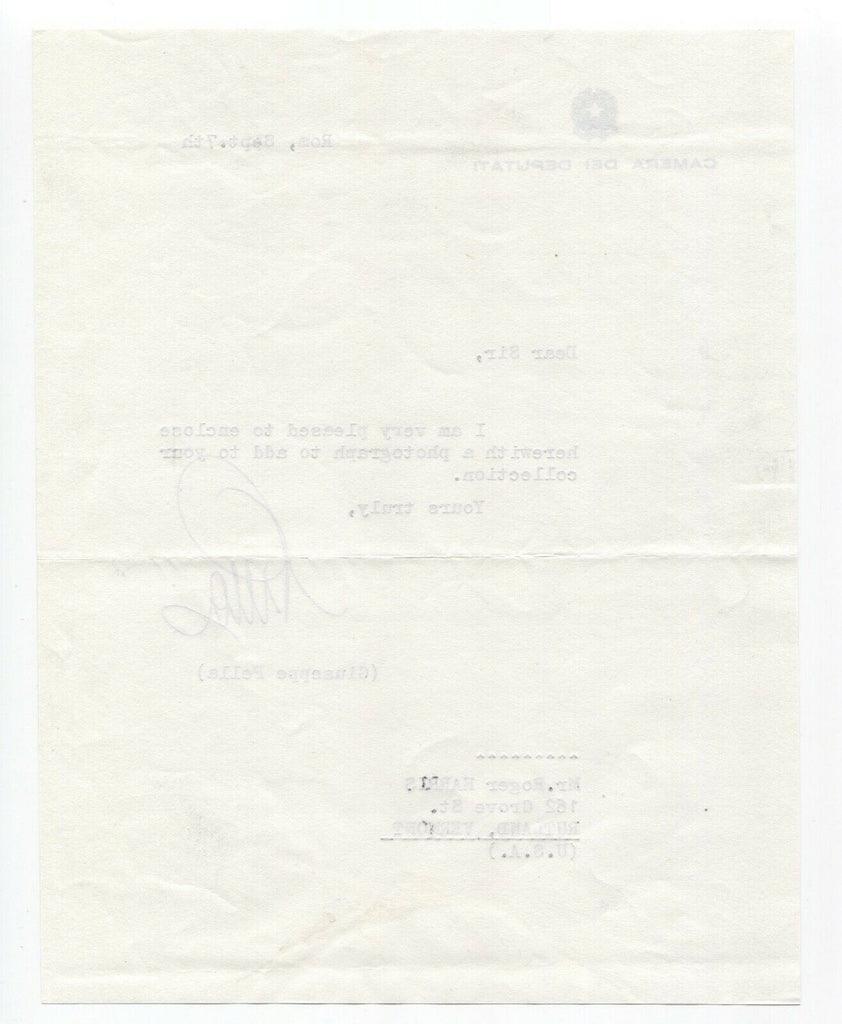 CAMERA DEI DEPUTATI
Rom, Sept.7th
Dear Sir,
I am very pleased to enclose
herewith a photograph to add to your
collection.
Yours truly,
(Giuseppe Pella)
Mr.Roger HARRIS
162 Grove St.
RUTLAND, VERMONT
(U.S.A.)